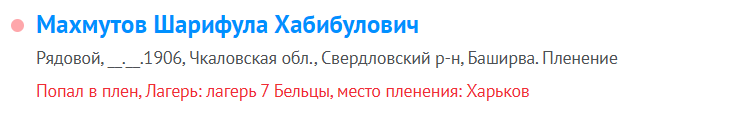 Махмутов Шарифула Хабибулович
Рядовой, __.__.1906, Чкаловская обл., Свердловский р-н, Баширва. Пленение
Попал в плен, Лагерь: лагерь 7 Бельцы, место пленения: Харьков